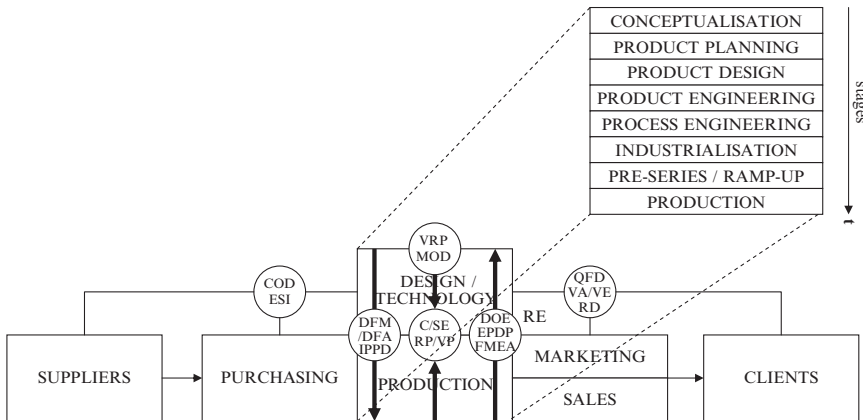 CONCEPTUALISATION
PRODUCT PLANNING
PRODUCT DESIGN
PRODUCT ENGINEERING
PROCESS ENGINEERING
INDUSTRIALISATION
PRE-SERIES / RAMP-UP
PRODUCTION
stages
t
VRP
MOD
DESIGN /
TECHNOLOGY
COD
ESI
QFD
VA/VE
RD
DFM
/DFA
IPPD
C/SE
RP/VP
DOE
EPDP
FMEA
RE
SUPPLIERS
PURCHASING
PRODUCTION
MARKETING
SALES
CLIENTS